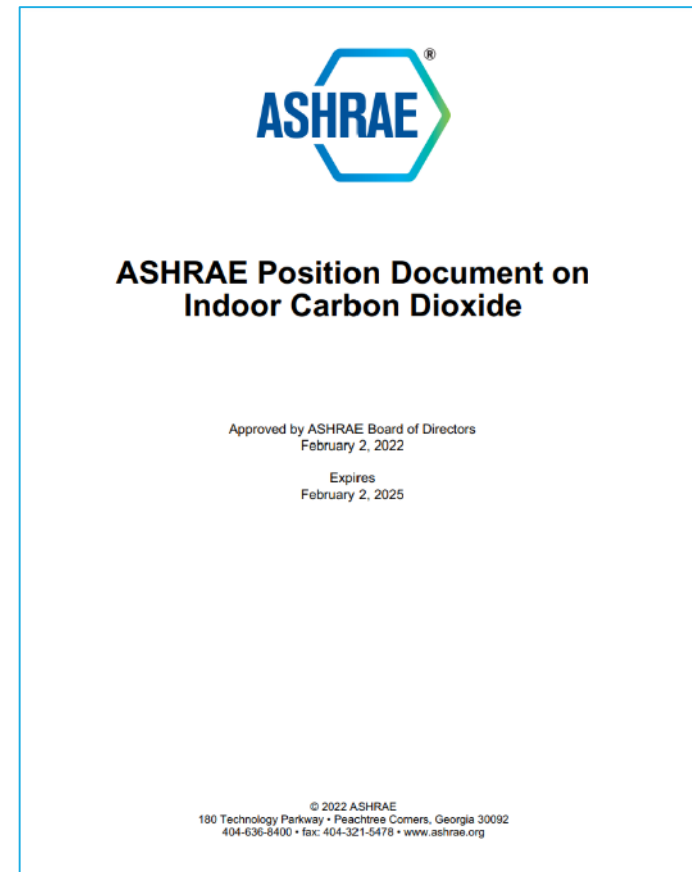 ASHRAE®
ASHRAE Position Document on
Indoor Carbon Dioxide
Approved by ASHRAE Board of Directors
February 2, 2022
Expires
February 2, 2025
© 2022 ASHRAE
180 Technology Parkway • Peachtree Corners, Georgia 30092
404-636-8400 • fax: 404-321-5478 • www.ashrae.org